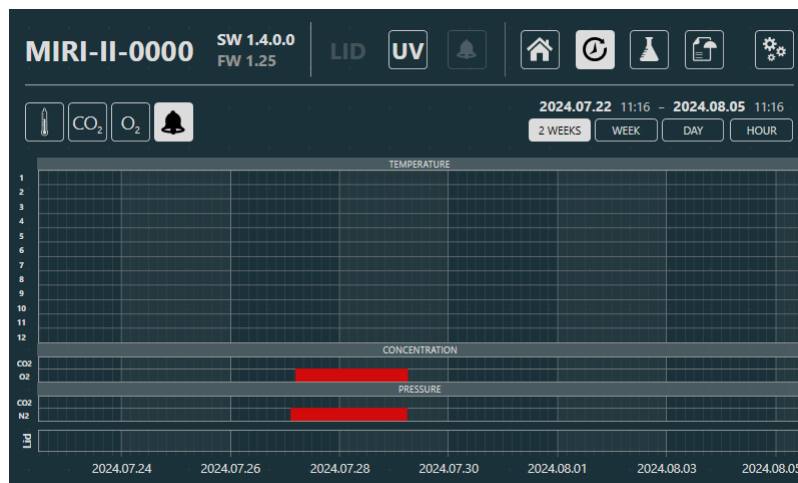 MIRI-II-0000
SW 1.4.0.0
FW 1.25
LID
UV
CO2
O2
2024.07.22 11:16 - 2024.08.05 11:16
2 WEEKS WEEK DAY HOUR
TEMPERATURE
1
2
3
4
5
6
7
8
9
10
11
12
CONCENTRATION
CO2
O2
PRESSURE
CO2
N2
Lid
2024.07.24 2024.07.26 2024.07.28 2024.07.30 2024.08.01 2024.08.03 2024.08.05